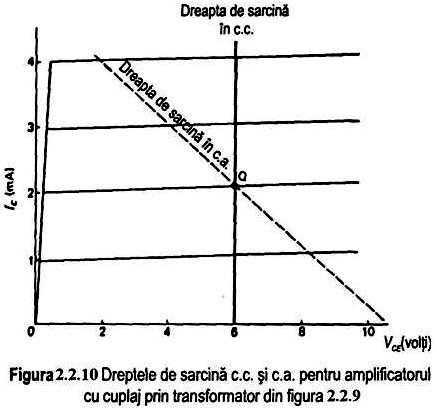 Dreapta de sarcină
în c.c.
Dreapta de sarcină în c.a.
Q
I_C (mA)
4
3
2
1
0
2
4
6
8
10
V_CE (volți)
Figura 2.2.10 Dreptele de sarcină c.c. și c.a. pentru amplificatorul
cu cuplaj prin transformator din figura 2.2.9